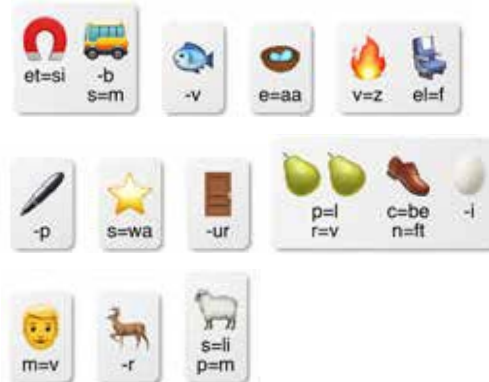 et=si -b
s=m
-v
e=aa
v=z el=f
-p
s=wa
-ur
p=l c=be -i
r=v n=ft
m=v
-r
s=li
p=m